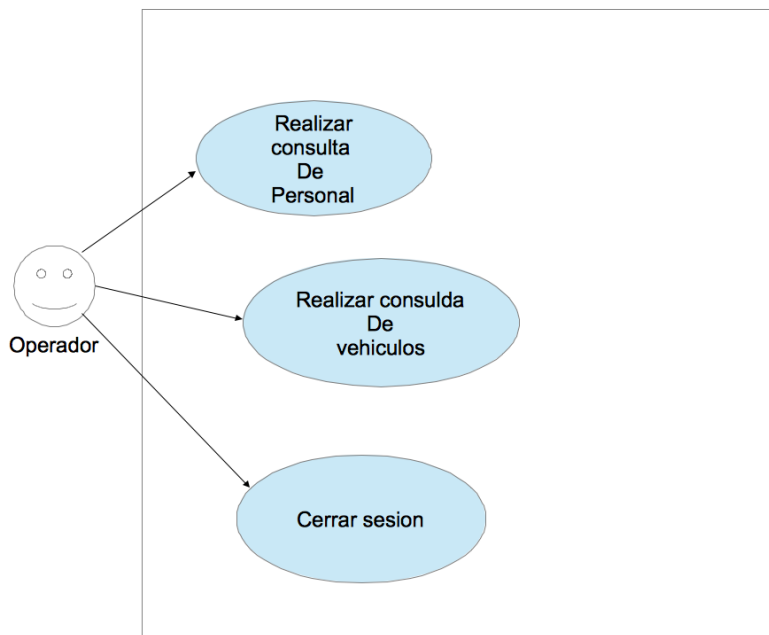 Realizar
consulta
De
Personal
Realizar consulda
De
vehiculos
Operador
Cerrar sesion